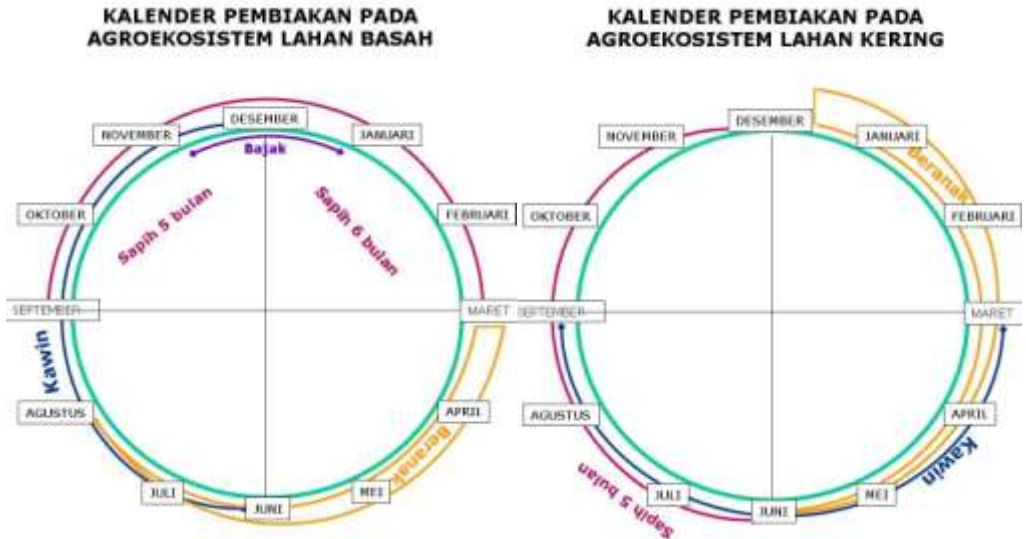 KALENDER PEMBIAKAN PADA
AGROEKOSISTEM LAHAN BASAH
DESEMBER
NOVEMBER
JANUARI
Bajak
Sapih 5 bulan
Sapih 6 bulan
OKTOBER
FEBRUARI
SEPTEMBER
MARET
Kawin
AGUSTUS
APRIL
Beranak
JULI
MEI
JUNI
KALENDER PEMBIAKAN PADA
AGROEKOSISTEM LAHAN KERING
DESEMBER
NOVEMBER
JANUARI
Beranak
OKTOBER
FEBRUARI
SEPTEMBER
MARET
AGUSTUS
APRIL
Kawin
Sapih 5 bulan
JULI
MEI
JUNI